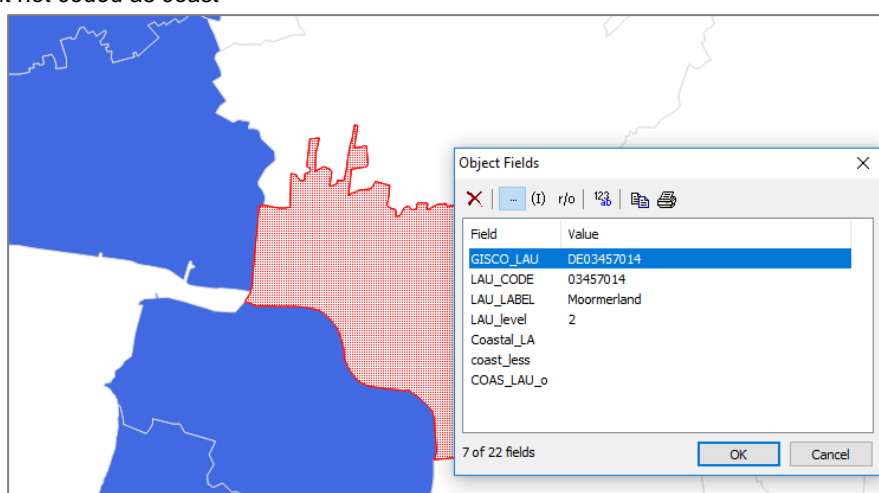 not coded as coast
Object Fields
(I) r/o 123 ab
Field Value
GISCO_LAU DE03457014
LAU_CODE 03457014
LAU_LABEL Moormerland
LAU_level 2
Coastal_LA
coast_less
COAS_LAU_o
7 of 22 fields OK Cancel